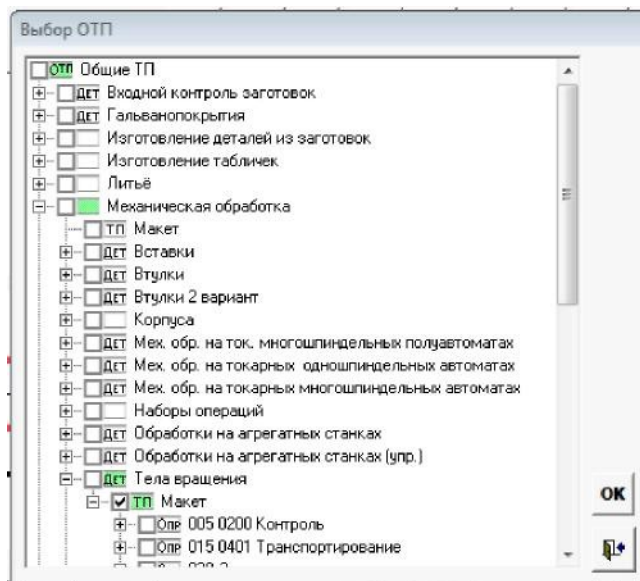 Выбор ОТП
ОТП Общие ТП
ДЕТ Входной контроль заготовок
ДЕТ Гальванопокрытия
Изготовление деталей из заготовок
Изготовление табличек
Литьё
Механическая обработка
ТП Макет
ДЕТ Вставки
ДЕТ Втулки
ДЕТ Втулки 2 вариант
Корпуса
ДЕТ Мех. обр. на ток. многошпиндельных полуавтоматах
ДЕТ Мех. обр. на токарных одношпиндельных автоматах
ДЕТ Мех. обр. на токарных многошпиндельных автоматах
Наборы операций
ДЕТ Обработки на агрегатных станках
ДЕТ Обработки на агрегатных станках (упр.)
ДЕТ Тела вращения
ТП Макет
Опр 005 0200 Контроль
Опр 015 0401 Транспортирование
OK